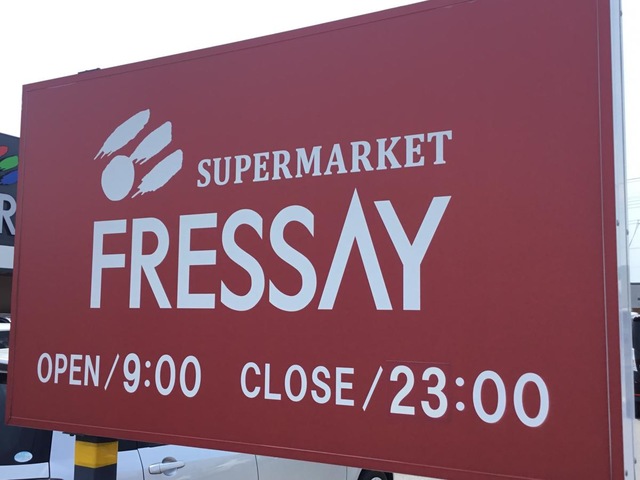 SUPERMARKET
FRESSAY
OPEN/9:00 CLOSE/23:00
R